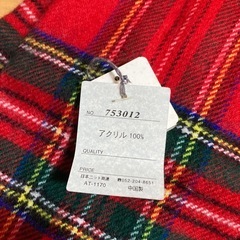 NO. 753012
アクリル 100%
QUALITY
PRICE
日本ニット商連 ☎052-204-8651
AT-1170 中国製